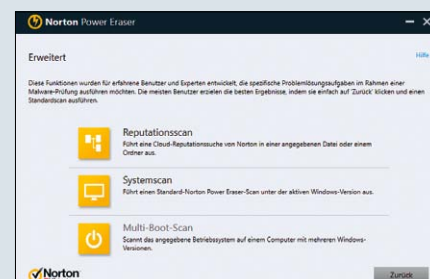 Norton Power Eraser
Erweitert
Hilfe
Diese Funktionen wurden für erfahrene Benutzer und Experten entwickelt, die spezifische Problemlösungsaufgaben im Rahmen einer
Malware-Prüfung ausführen möchten. Die meisten Benutzer erzielen die besten Ergebnisse, indem sie einfach auf 'Zurück' klicken und einen
Standardscan ausführen.
Reputationsscan
Führt eine Cloud-Reputationssuche von Norton in einer angegebenen Datei oder einem
Ordner aus.
Systemscan
Führt einen Standard-Norton Power Eraser-Scan unter der aktiven Windows-Version aus.
Multi-Boot-Scan
Scannt das angegebene Betriebssystem auf einem Computer mit mehreren Windows-
Versionen.
Norton
Zurück